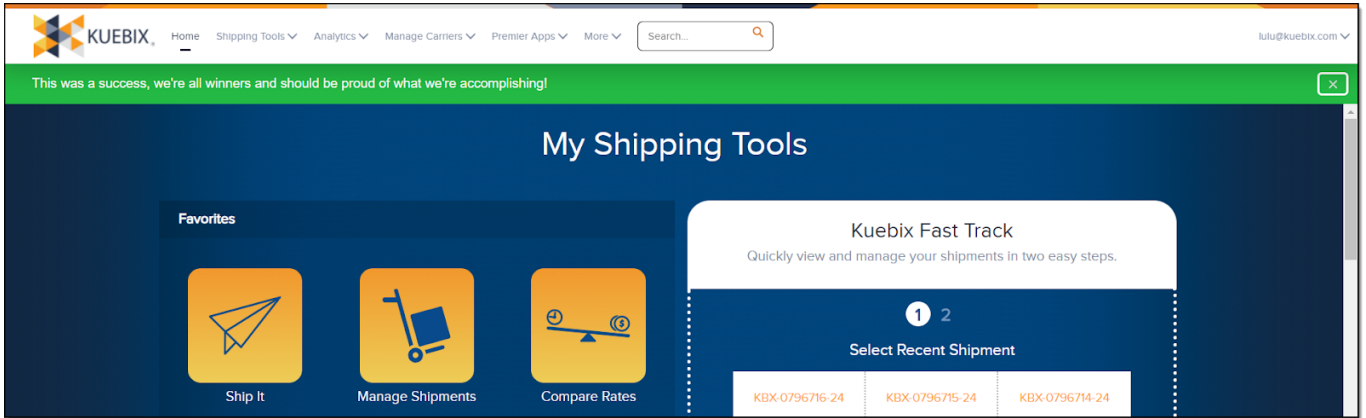 KUEBIX® Home Shipping Tools Analytics Manage Carriers Premier Apps More Search... lulu@kuebix.com
This was a success, we're all winners and should be proud of what we're accomplishing!
My Shipping Tools
Favorites
Ship It Manage Shipments Compare Rates
Kuebix Fast Track
Quickly view and manage your shipments in two easy steps.
1 2
Select Recent Shipment
KBX-0796716-24 KBX-0796715-24 KBX-0796714-24